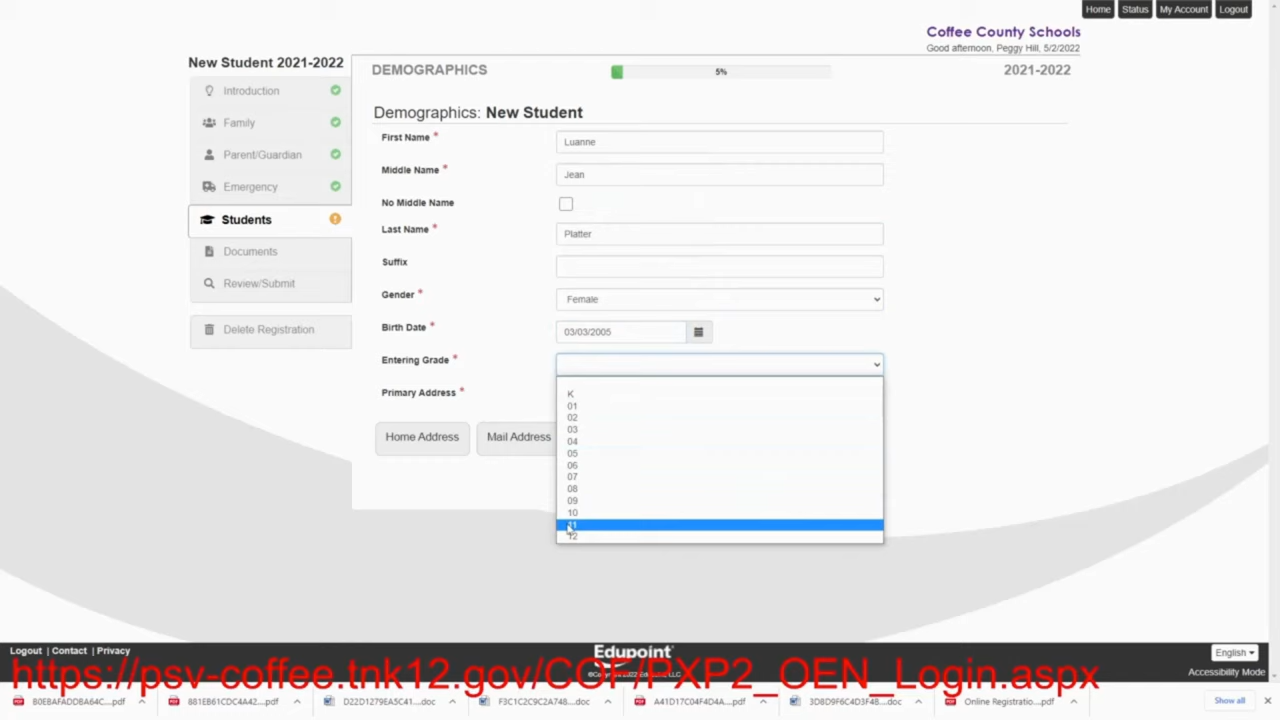 Home Status My Account Logout
Coffee County Schools
Good afternoon, Peggy Hill, 5/2/2022
New Student 2021-2022
DEMOGRAPHICS 5% 2021-2022
Introduction
Family
Parent/Guardian
Emergency
Students
Documents
Review/Submit
Delete Registration
Demographics: New Student
First Name * Luanne
Middle Name * Jean
No Middle Name
Last Name * Platter
Suffix
Gender * Female
Birth Date * 03/03/2005
Entering Grade *
K
01
02
03
04
05
06
07
08
09
10
11
12
Primary Address *
Home Address Mail Address
Logout | Contact | Privacy
Edupoint
English
Accessibility Mode
https://psv-coffee.tnk12.gov/COF/PXP2_OEN_Login.aspx
B0EBAFADDBA64C....pdf 881EB61CDC4A42....pdf D22D1279EA5C41....doc F3C1C2C9C2A748....doc A41D17C04F4D4A....pdf 3D8D9F6C4D3F4B....doc Online Registratio....pdf Show all